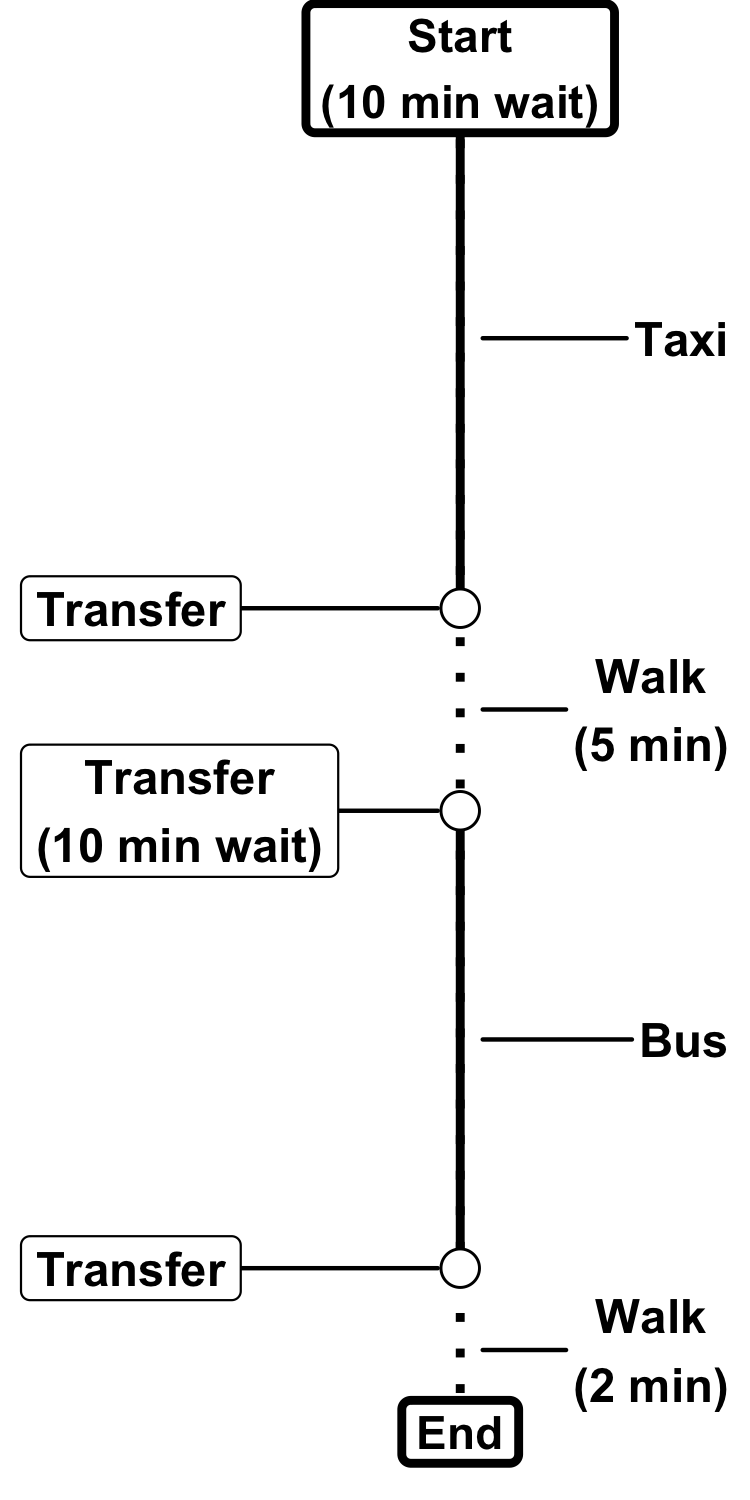 Start
(10 min wait)
Taxi
Transfer
Walk
(5 min)
Transfer
(10 min wait)
Bus
Transfer
Walk
(2 min)
End